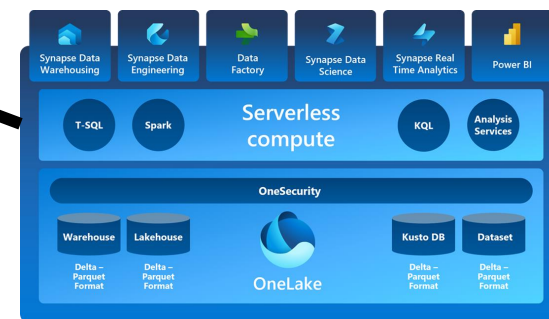 Synapse Data
Warehousing
Synapse Data
Engineering
Data
Factory
Synapse Data
Science
Synapse Real
Time Analytics
Power BI
T-SQL
Spark
Serverless
compute
KQL
Analysis
Services
OneSecurity
Warehouse
Lakehouse
Kusto DB
Dataset
Delta –
Parquet
Format
Delta –
Parquet
Format
OneLake
Delta –
Parquet
Format
Delta –
Parquet
Format